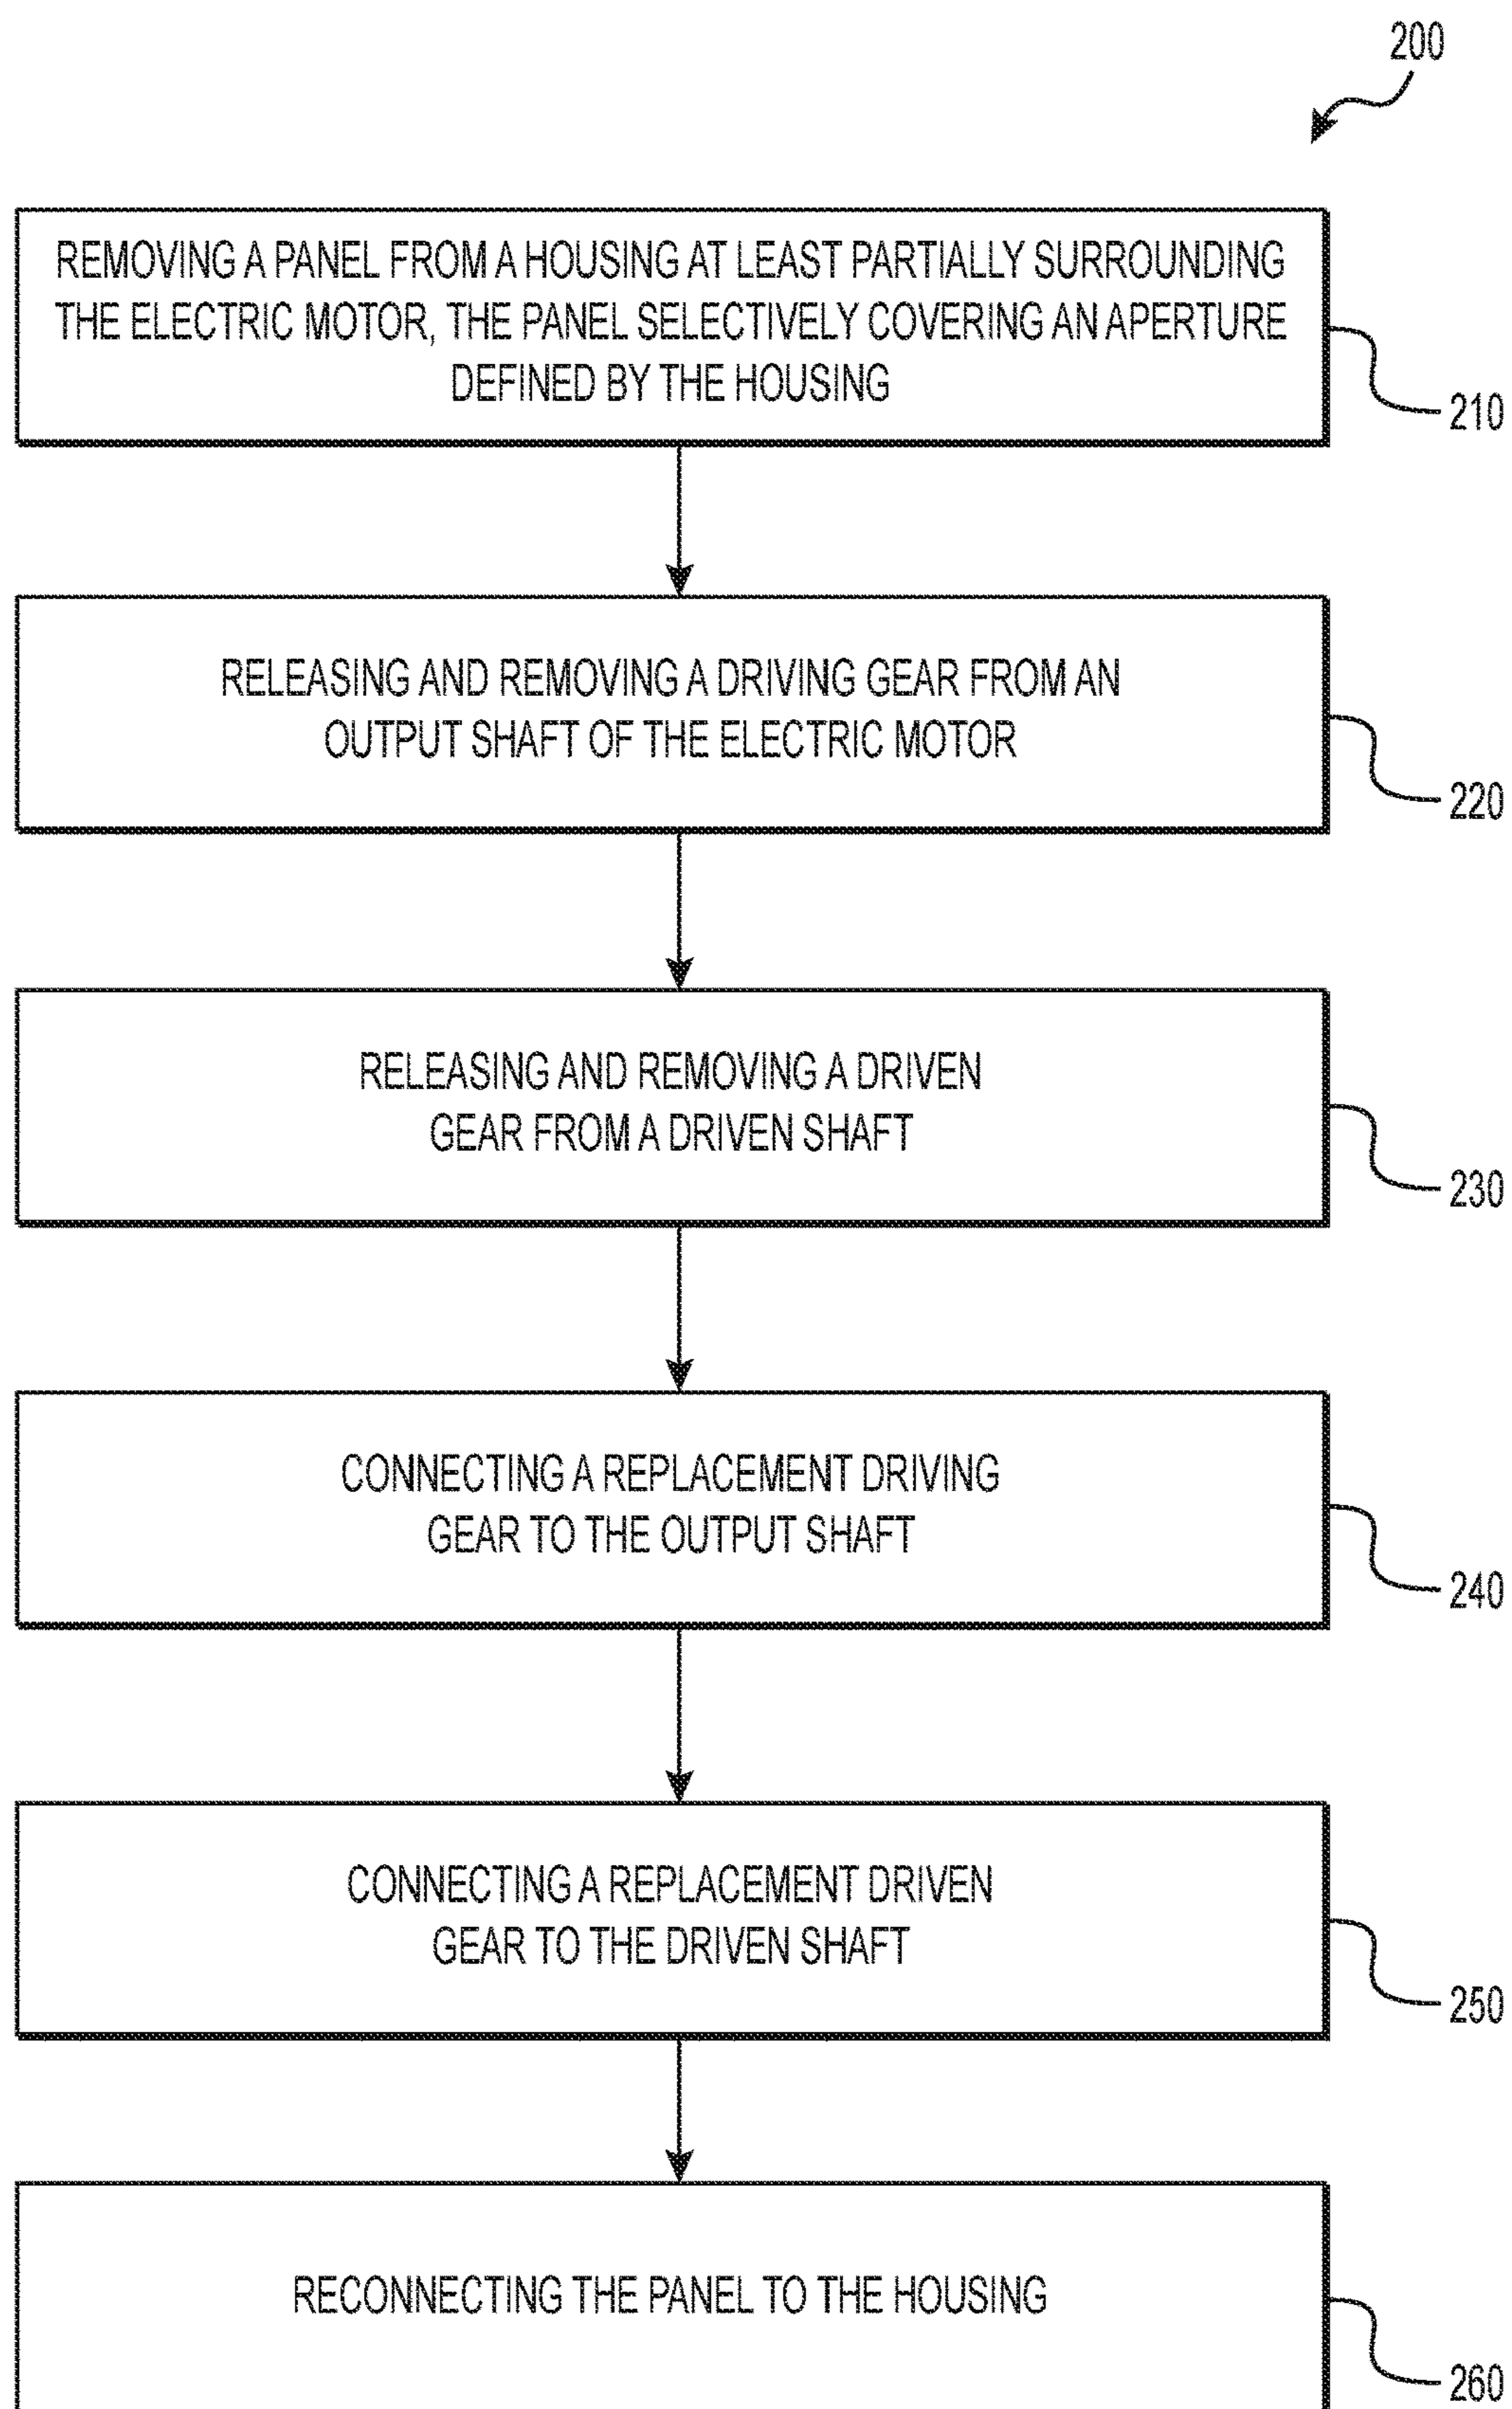 200
REMOVING A PANEL FROM A HOUSING AT LEAST PARTIALLY SURROUNDING
THE ELECTRIC MOTOR, THE PANEL SELECTIVELY COVERING AN APERTURE
DEFINED BY THE HOUSING
210
RELEASING AND REMOVING A DRIVING GEAR FROM AN
OUTPUT SHAFT OF THE ELECTRIC MOTOR
220
RELEASING AND REMOVING A DRIVEN
GEAR FROM A DRIVEN SHAFT
230
CONNECTING A REPLACEMENT DRIVING
GEAR TO THE OUTPUT SHAFT
240
CONNECTING A REPLACEMENT DRIVEN
GEAR TO THE DRIVEN SHAFT
250
RECONNECTING THE PANEL TO THE HOUSING
260